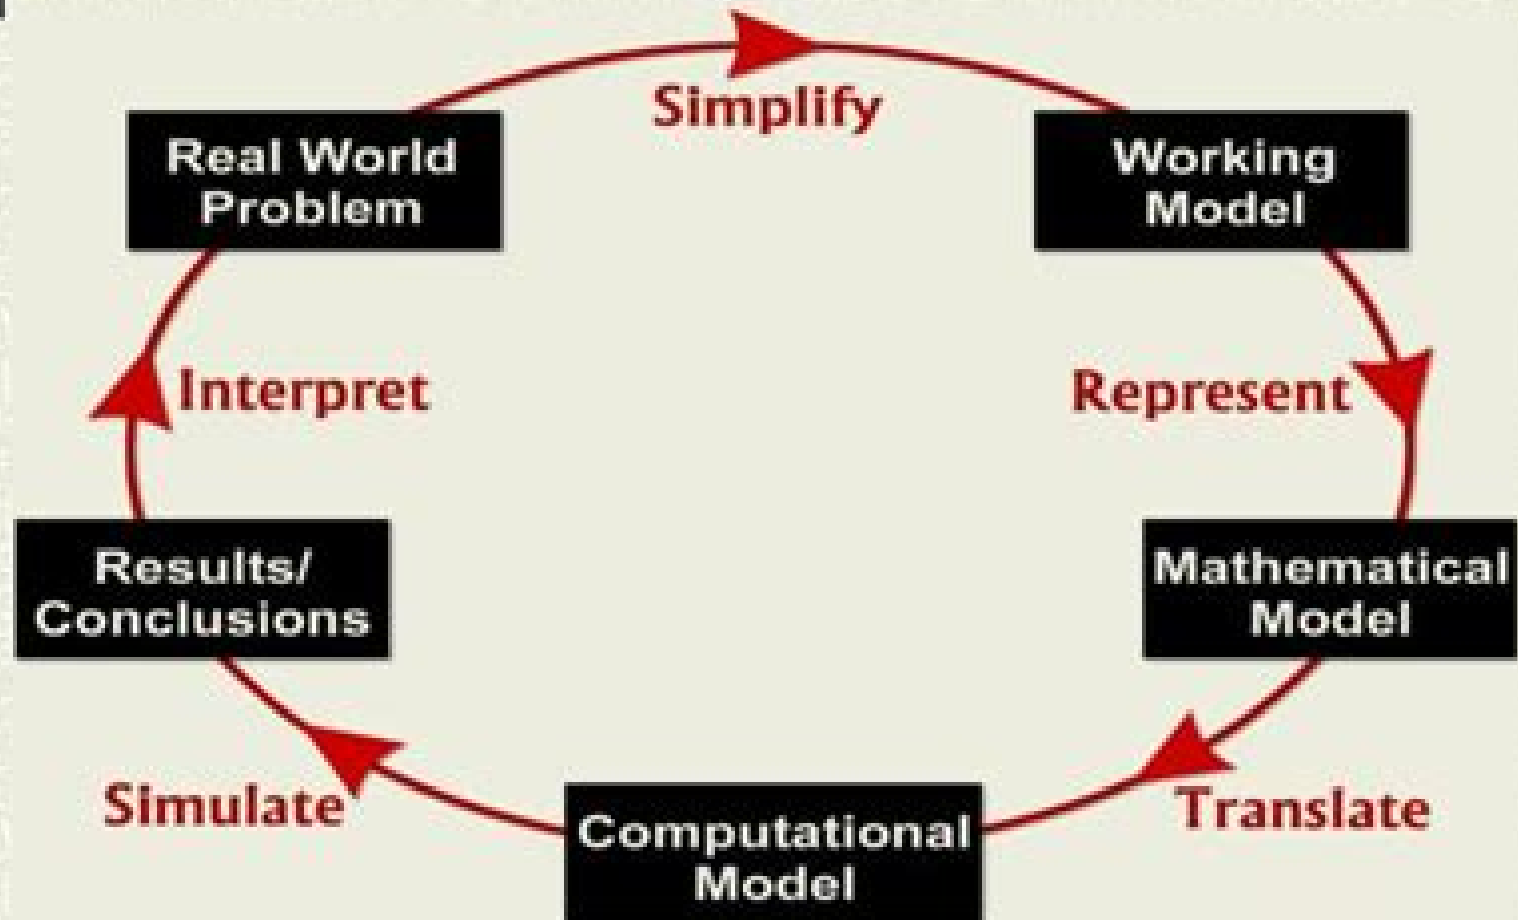 Simplify
Real World
Problem
Working
Model
Interpret
Represent
Results/
Conclusions
Mathematical
Model
Simulate
Translate
Computational
Model